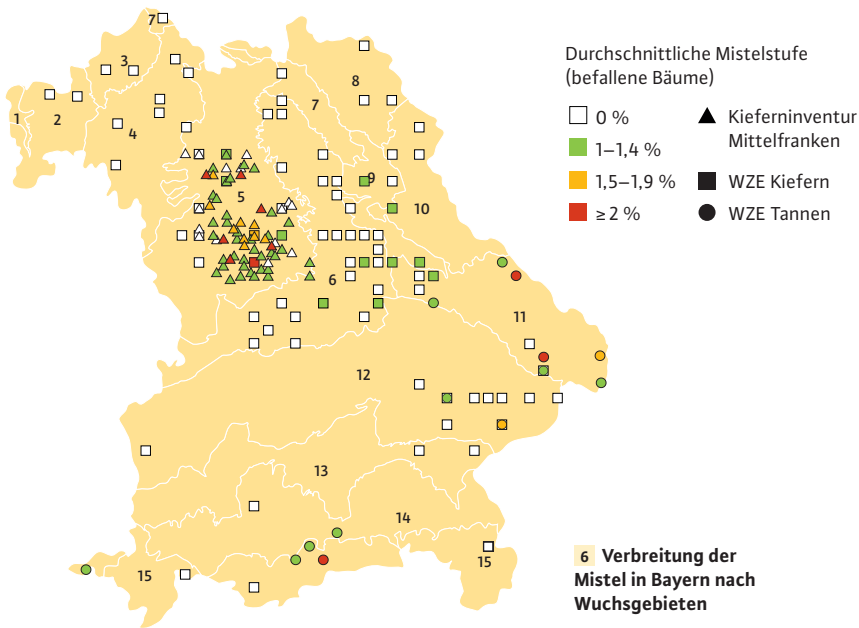 7
3
8
7
1
2
4
9
5
10
6
11
12
13
14
15
15
Durchschnittliche Mistelstufe
(befallene Bäume)
0 %
1–1,4 %
1,5–1,9 %
≥ 2 %
Kieferninventur
Mittelfranken
WZE Kiefern
WZE Tannen
6 Verbreitung der
Mistel in Bayern nach
Wuchsgebieten